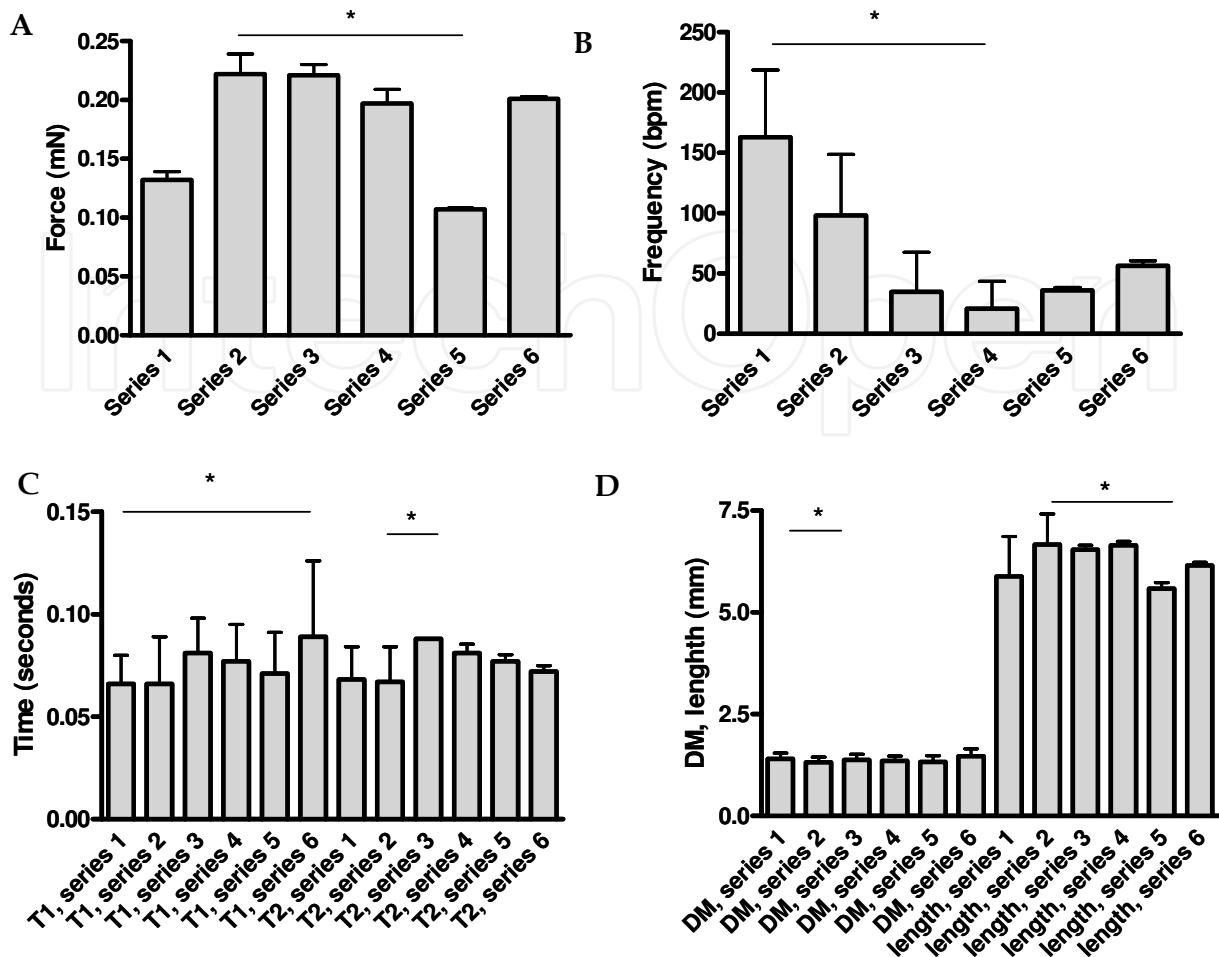 A
*
Force (mN)
0.25
0.20
0.15
0.10
0.05
0.00
Series 1
Series 2
Series 3
Series 4
Series 5
Series 6
B
*
Frequency (bpm)
250
200
150
100
50
0
Series 1
Series 2
Series 3
Series 4
Series 5
Series 6
IntechOpen
C
*
*
Time (seconds)
0.15
0.10
0.05
0.00
T1, series 1
T1, series 2
T1, series 3
T1, series 4
T1, series 5
T1, series 6
T2, series 1
T2, series 2
T2, series 3
T2, series 4
T2, series 5
T2, series 6
D
*
*
DM, lenghth (mm)
7.5
5.0
2.5
0.0
DM, series 1
DM, series 2
DM, series 3
DM, series 4
DM, series 5
DM, series 6
length, series 1
length, series 2
length, series 3
length, series 4
length, series 5
length, series 6